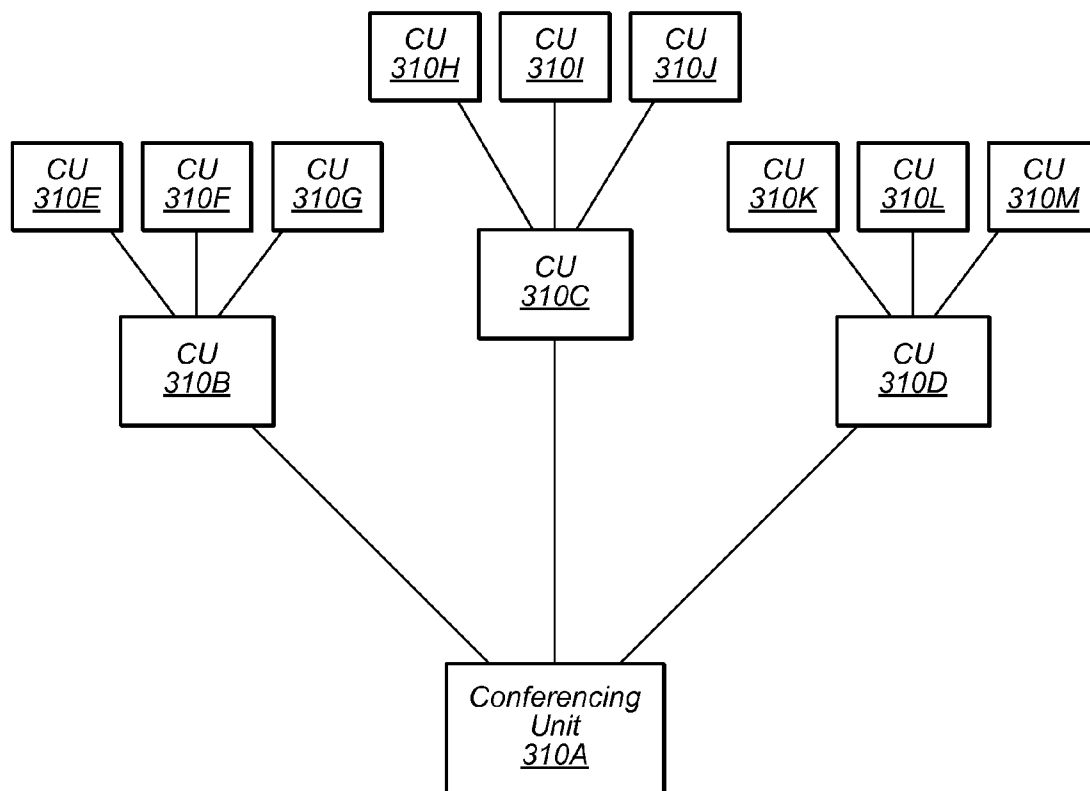 CU
310H
CU
310I
CU
310J
CU
310E
CU
310F
CU
310G
CU
310K
CU
310L
CU
310M
CU
310C
CU
310B
CU
310D
Conferencing
Unit
310A